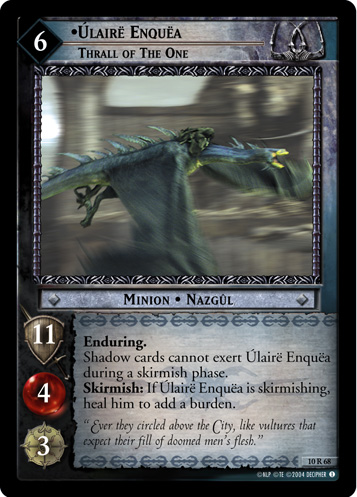 6
•Úlairë Enquëa
Thrall of The One
Minion • Nazgûl
11
4
3
Enduring.
Shadow cards cannot exert Úlairë Enquëa
during a skirmish phase.
Skirmish: If Úlairë Enquëa is skirmishing,
heal him to add a burden.
"Ever they circled above the City, like vultures that
expect their fill of doomed men's flesh."
10 R 68
©NLP ™TE ©2004 DECIPHER